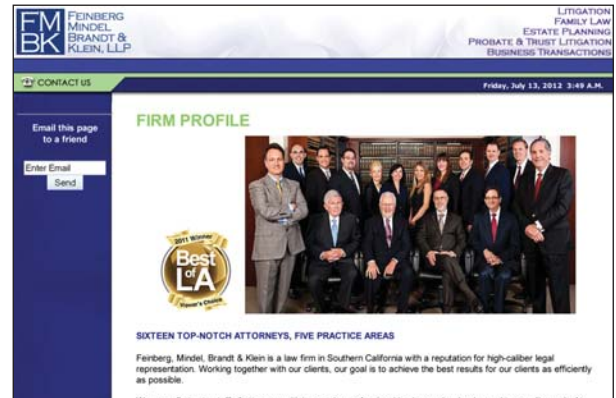 FM
BK
FEINBERG
MINDEL
BRANDT &
KLEIN, LLP
LITIGATION
FAMILY LAW
ESTATE PLANNING
PROBATE & TRUST LITIGATION
BUSINESS TRANSACTIONS
CONTACT US
Friday, July 13, 2012 3:49 A.M.
Email this page
to a friend
Enter Email
Send
FIRM PROFILE
2011 Winner
Best
of
LA
Viewer's Choice
SIXTEEN TOP-NOTCH ATTORNEYS, FIVE PRACTICE AREAS
Feinberg, Mindel, Brandt & Klein is a law firm in Southern California with a reputation for high-caliber legal
representation. Working together with our clients, our goal is to achieve the best results for our clients as efficiently
as possible.